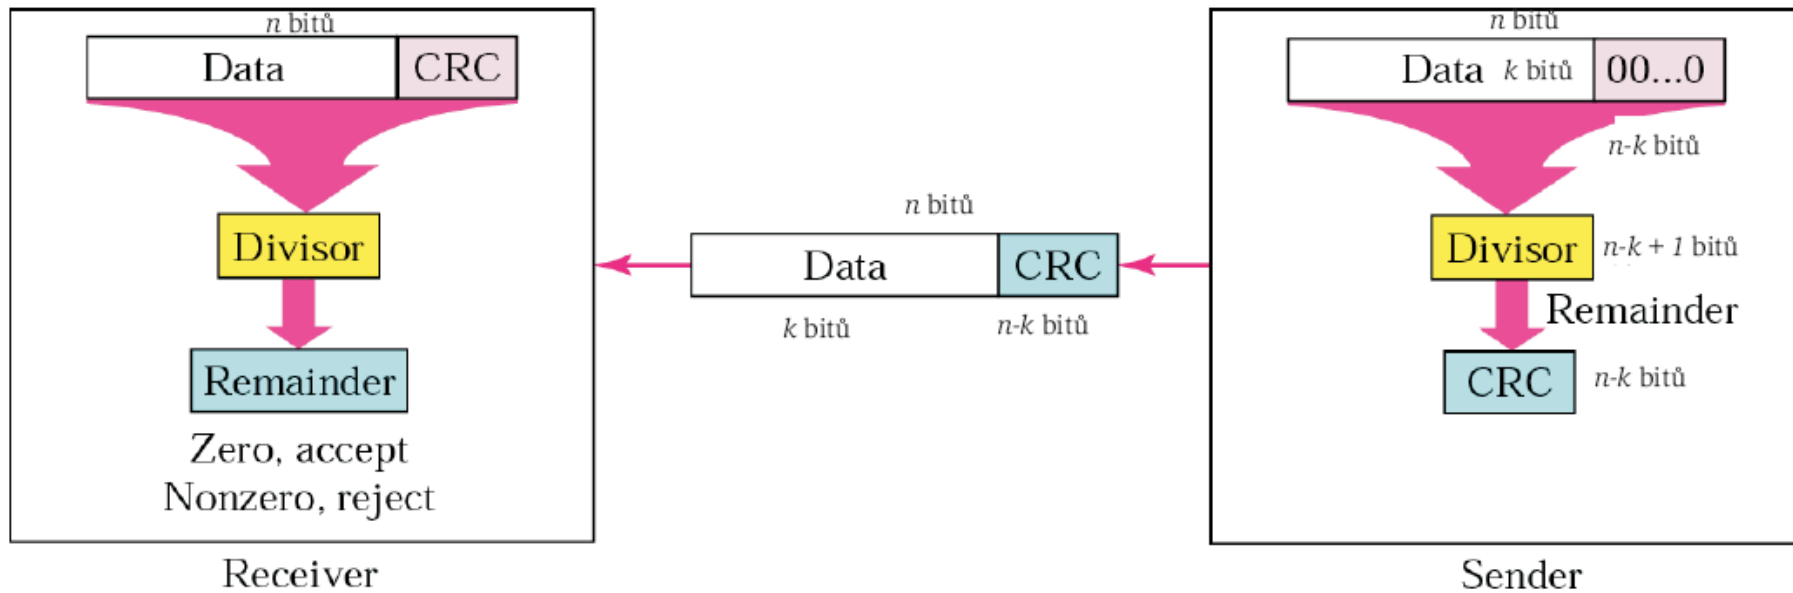 n bitů
Data CRC
Divisor
Remainder
Zero, accept
Nonzero, reject
Receiver
n bitů
Data CRC
k bitů n-k bitů
n bitů
Data k bitů 00...0
n-k bitů
Divisor n-k + 1 bitů
Remainder
CRC n-k bitů
Sender